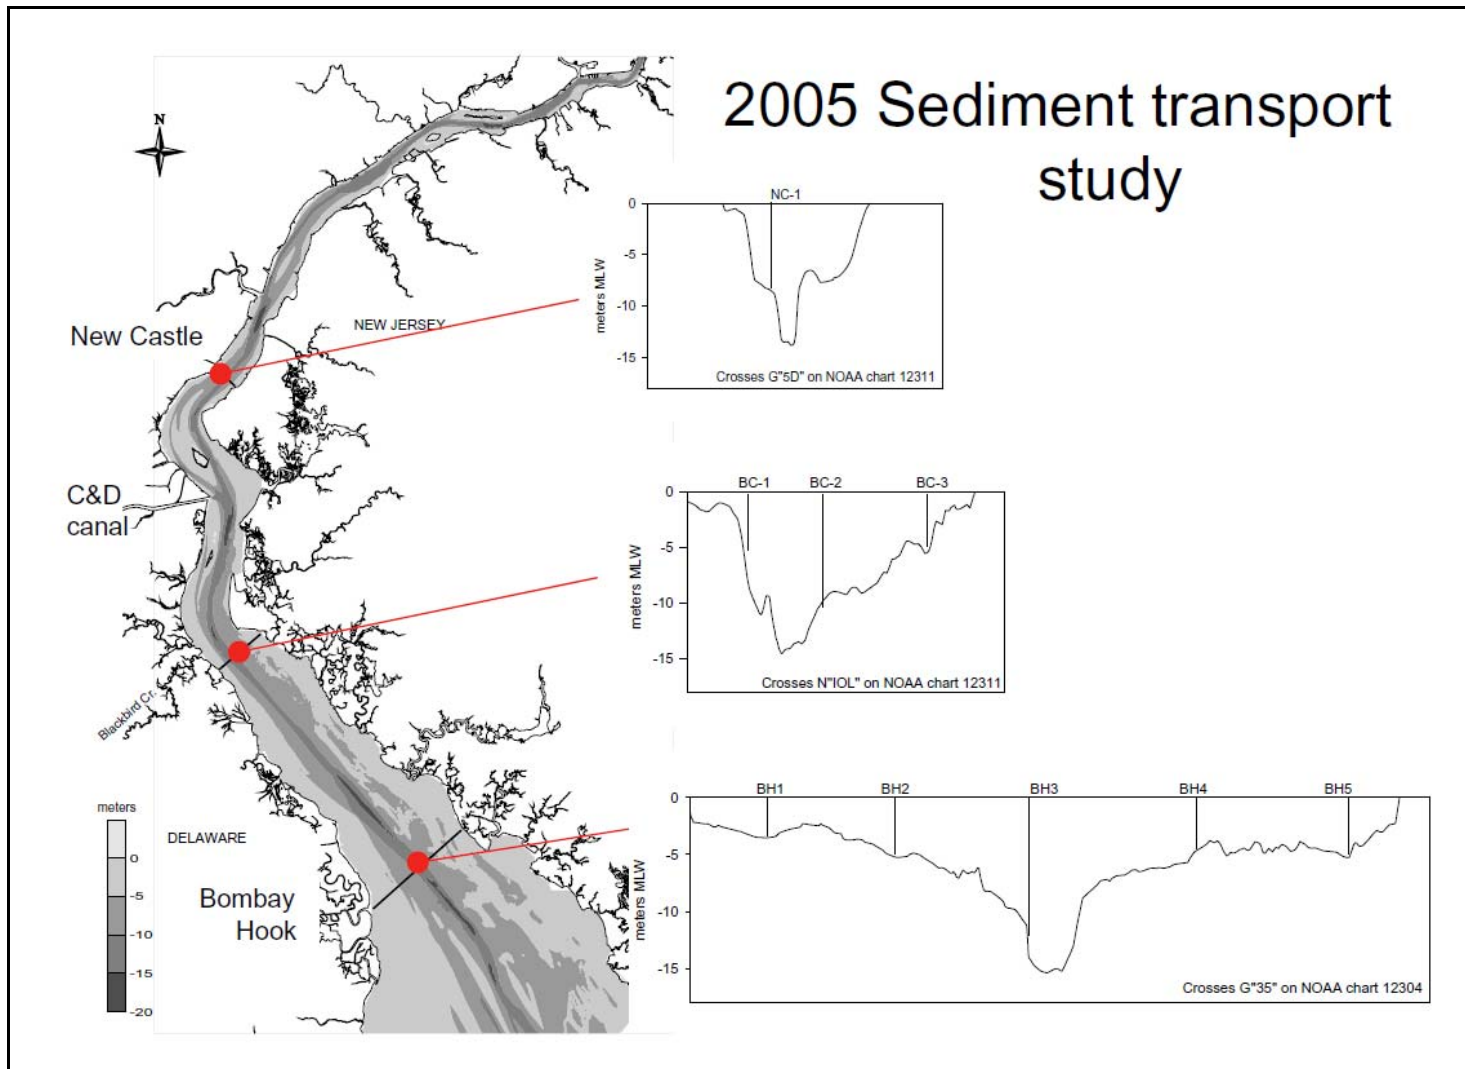 2005 Sediment transport
study
N
New Castle
NEW JERSEY
C&D
canal
Blackbird Cr.
meters
0
-5
-10
-15
-20
DELAWARE
Bombay
Hook
NC-1
0
-5
-10
-15
meters MLW
Crosses G"5D" on NOAA chart 12311
BC-1 BC-2 BC-3
0
-5
-10
-15
meters MLW
Crosses N"IOL" on NOAA chart 12311
BH1 BH2 BH3 BH4 BH5
0
-5
-10
-15
meters MLW
Crosses G"35" on NOAA chart 12304